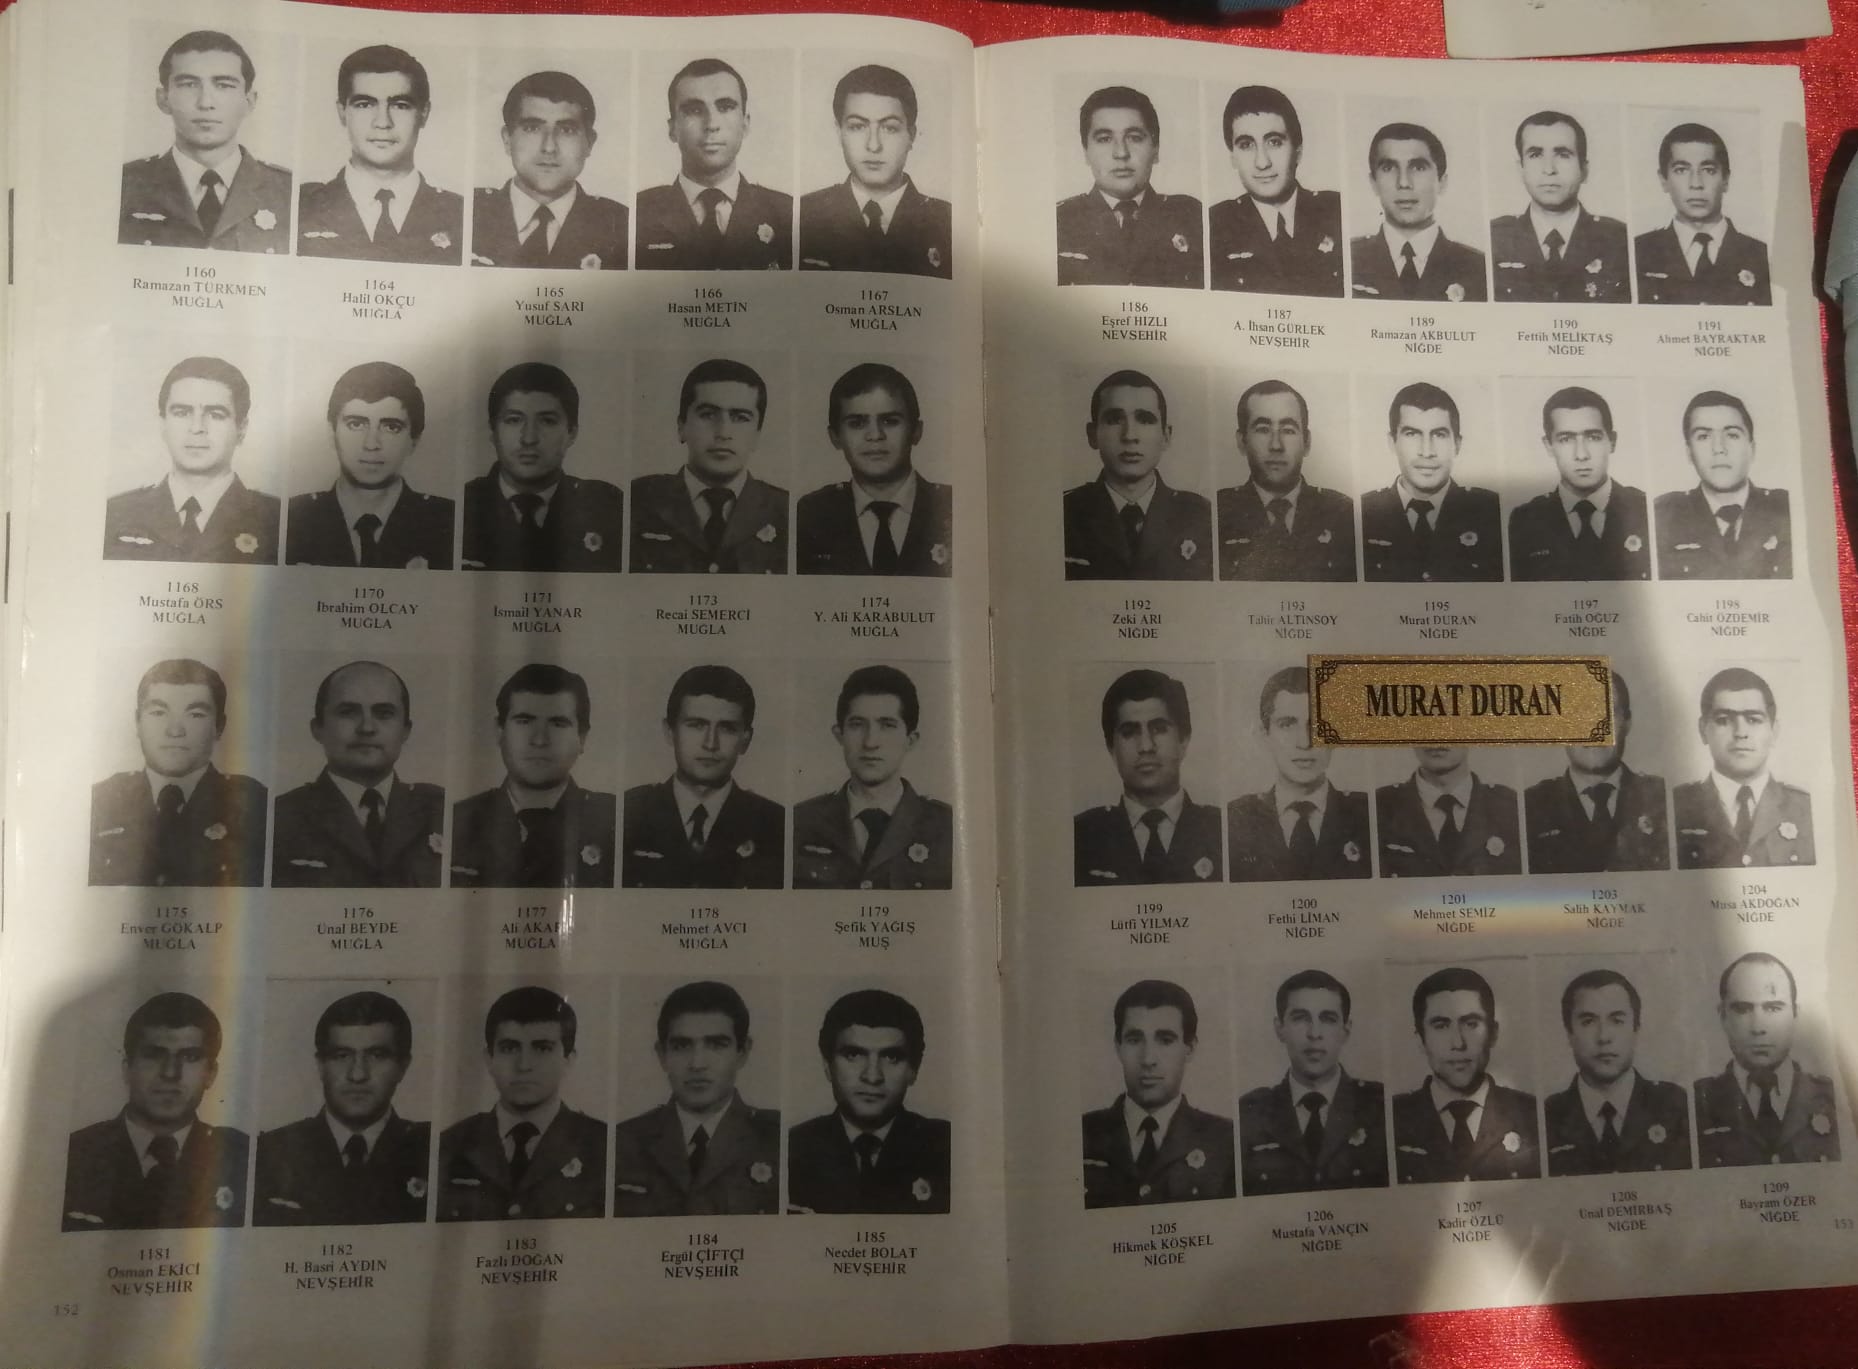 1160
Ramazan TÜRKMEN
MUĞLA
1164
Halil OKÇU
MUĞLA
1165
Yusuf SARI
MUĞLA
1166
Hasan METİN
MUĞLA
1167
Osman ARSLAN
MUĞLA
1168
Mustafa ÖRS
MUĞLA
1170
İbrahim OLCAY
MUĞLA
1171
İsmail YANAR
MUĞLA
1173
Recai SEMERCİ
MUĞLA
1174
Y. Ali KARABULUT
MUĞLA
1175
Enver GÖKALP
MUĞLA
1176
Ünal BEYDE
MUĞLA
1177
Ali AKAR
MUĞLA
1178
Mehmet AVCI
MUĞLA
1179
Şefik YAĞIŞ
MUŞ
1181
Osman EKİCİ
NEVŞEHİR
1182
H. Basri AYDIN
NEVŞEHİR
1183
Fazlı DOĞAN
NEVŞEHİR
1184
Ergül ÇİFTÇİ
NEVŞEHİR
1185
Necdet BOLAT
NEVŞEHİR
152
1186
Eşref HIZLI
NEVSEHİR
1187
A. İhsan GÜRLEK
NEVŞEHİR
1189
Ramazan AKBULUT
NİĞDE
1190
Fettih MELİKTAŞ
NİĞDE
1191
Ahmet BAYRAKTAR
NİĞDE
1192
Zeki ARI
NİĞDE
1193
Tahir ALTINSOY
NİĞDE
1195
Murat DURAN
NİĞDE
1197
Fatih OĞUZ
NİĞDE
1198
Cahit ÖZDEMİR
NİĞDE
MURAT DURAN
1199
Lütfi YILMAZ
NİĞDE
1200
Fethi LİMAN
NİĞDE
1201
Mehmet SEMİZ
NİĞDE
1203
Salih KAYMAK
NİĞDE
1204
Musa AKDOĞAN
NİĞDE
1205
Hikmek KÖŞKEL
NİĞDE
1206
Mustafa VANÇIN
NİĞDE
1207
Kadir ÖZLÜ
NİĞDE
1208
Ünal DEMİRBAŞ
NİĞDE
1209
Bayram ÖZER
NİĞDE
153